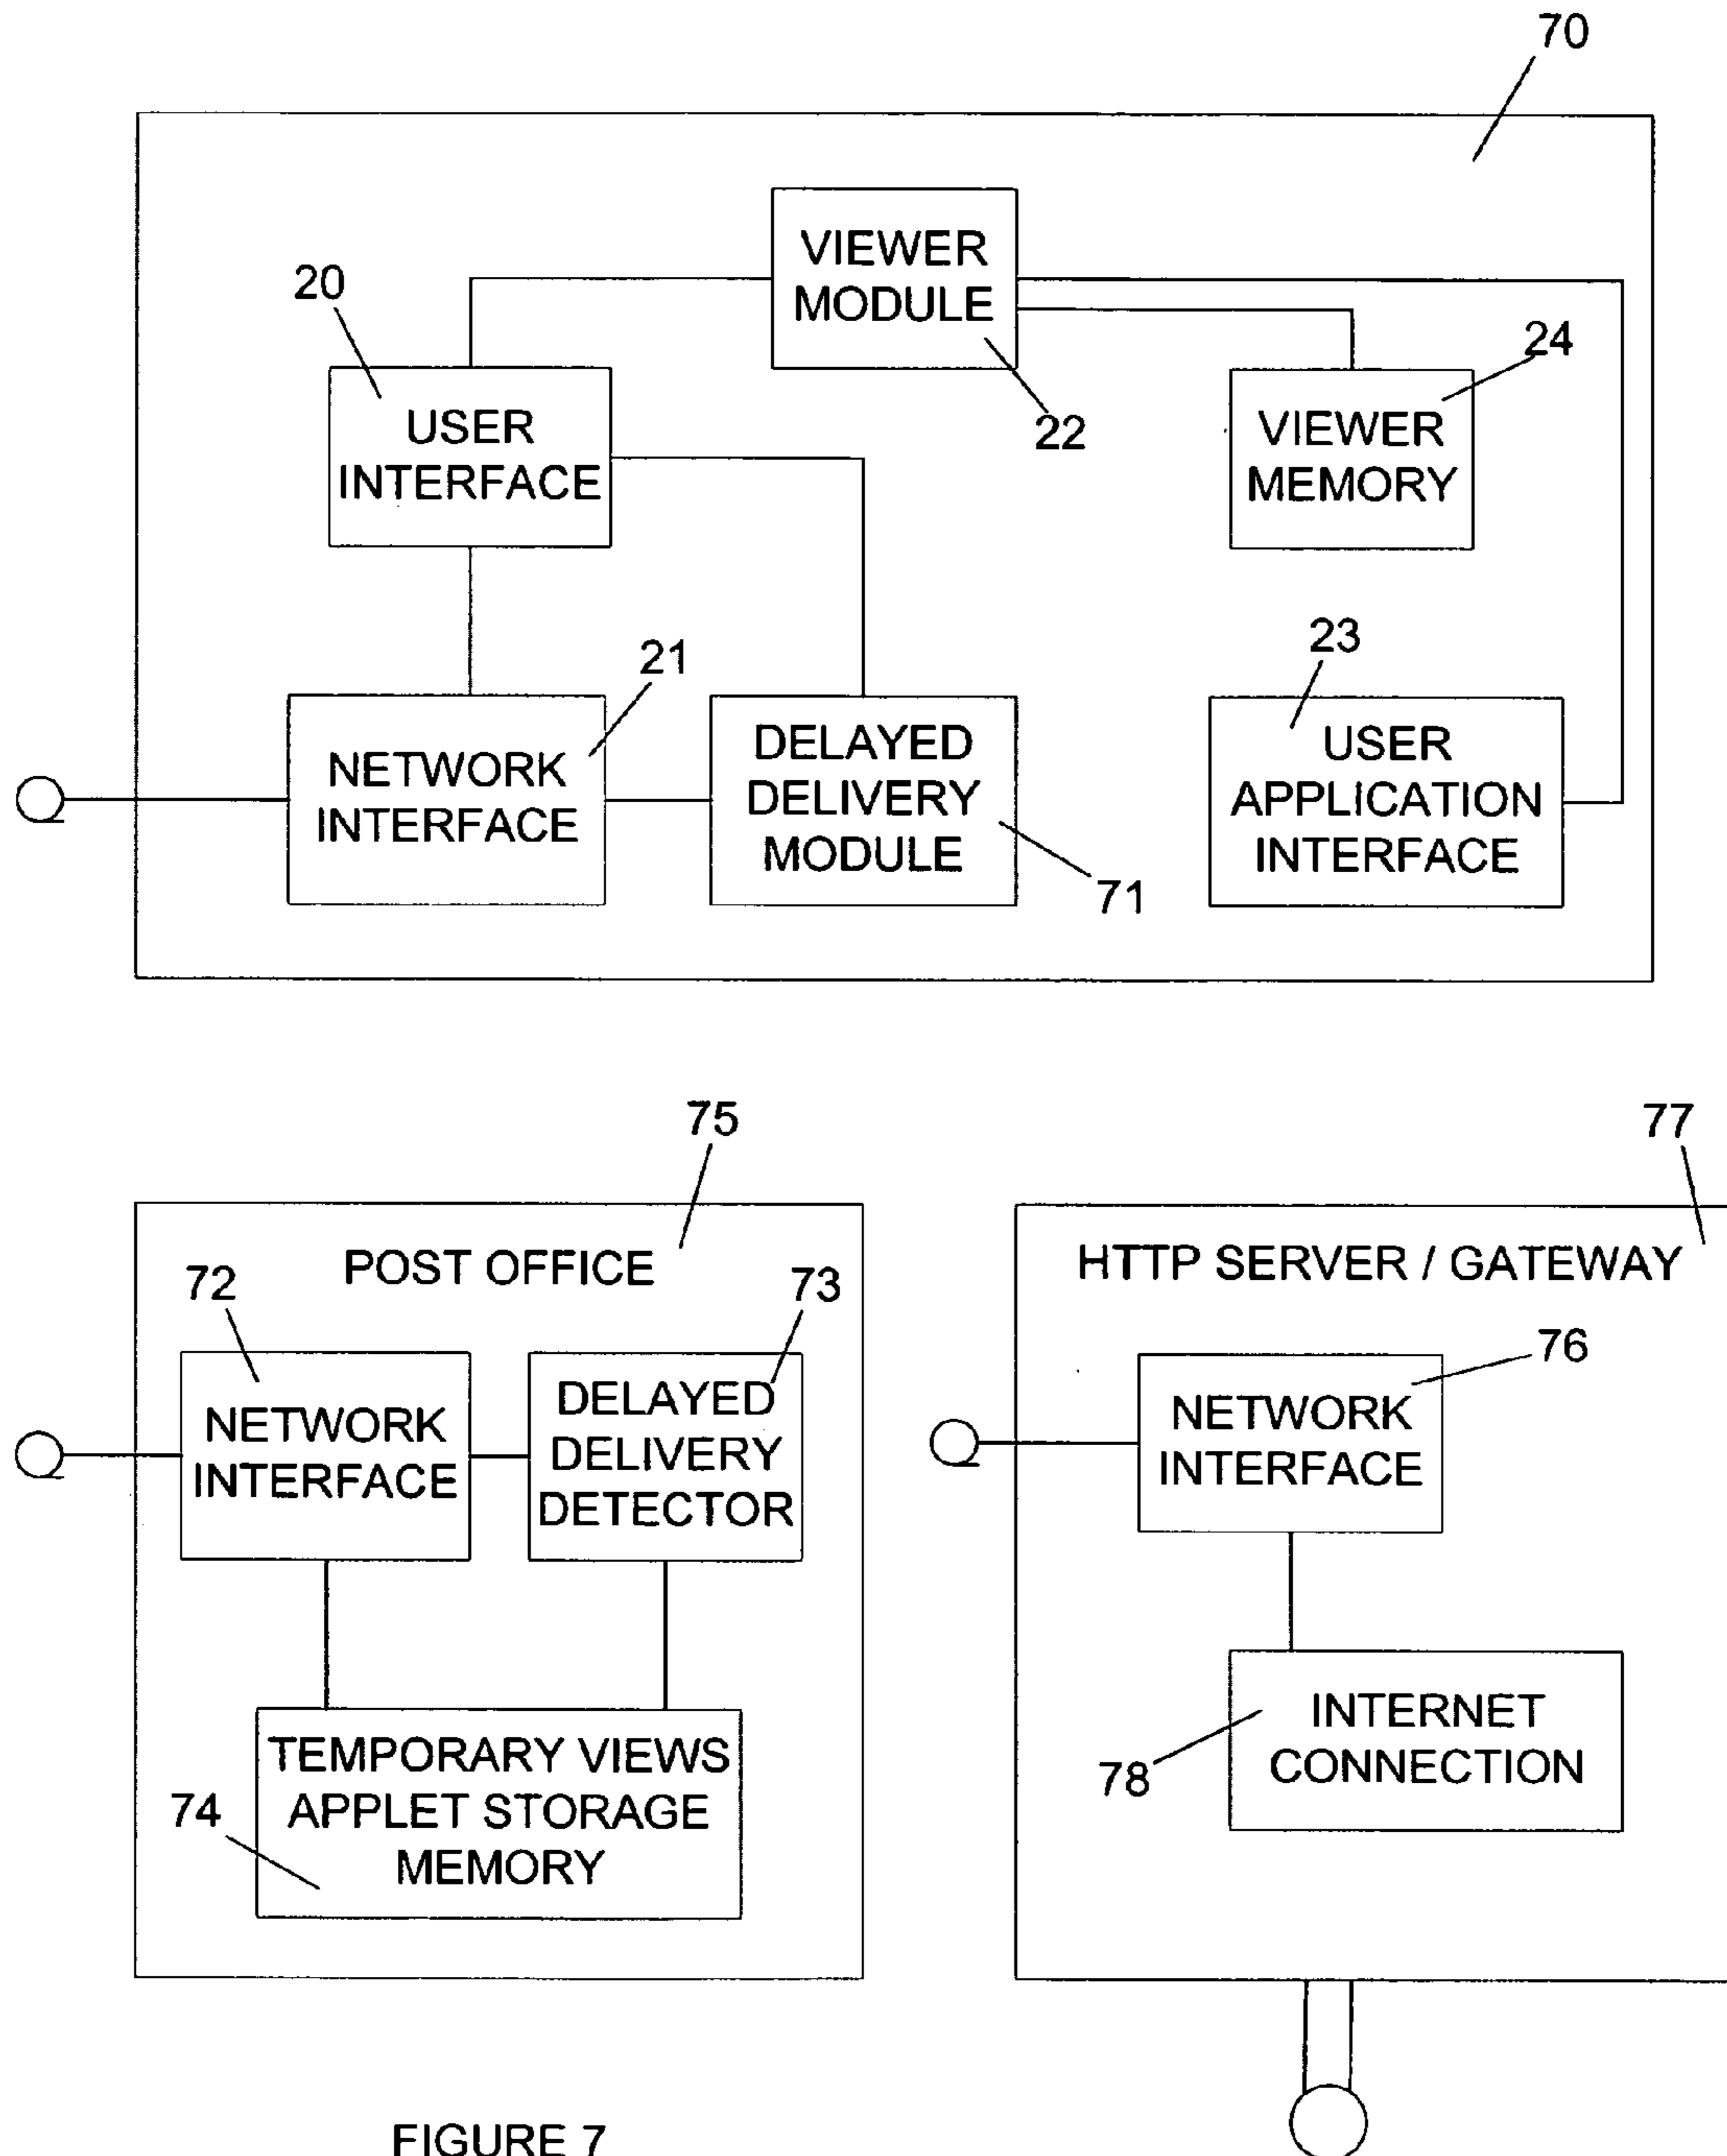 70
VIEWER
MODULE
20
22
24
USER
INTERFACE
VIEWER
MEMORY
21
23
NETWORK
INTERFACE
DELAYED
DELIVERY
MODULE
71
USER
APPLICATION
INTERFACE
75
77
POST OFFICE
HTTP SERVER / GATEWAY
72
73
76
NETWORK
INTERFACE
DELAYED
DELIVERY
DETECTOR
NETWORK
INTERFACE
TEMPORARY VIEWS
APPLET STORAGE
MEMORY
74
INTERNET
CONNECTION
78
FIGURE 7